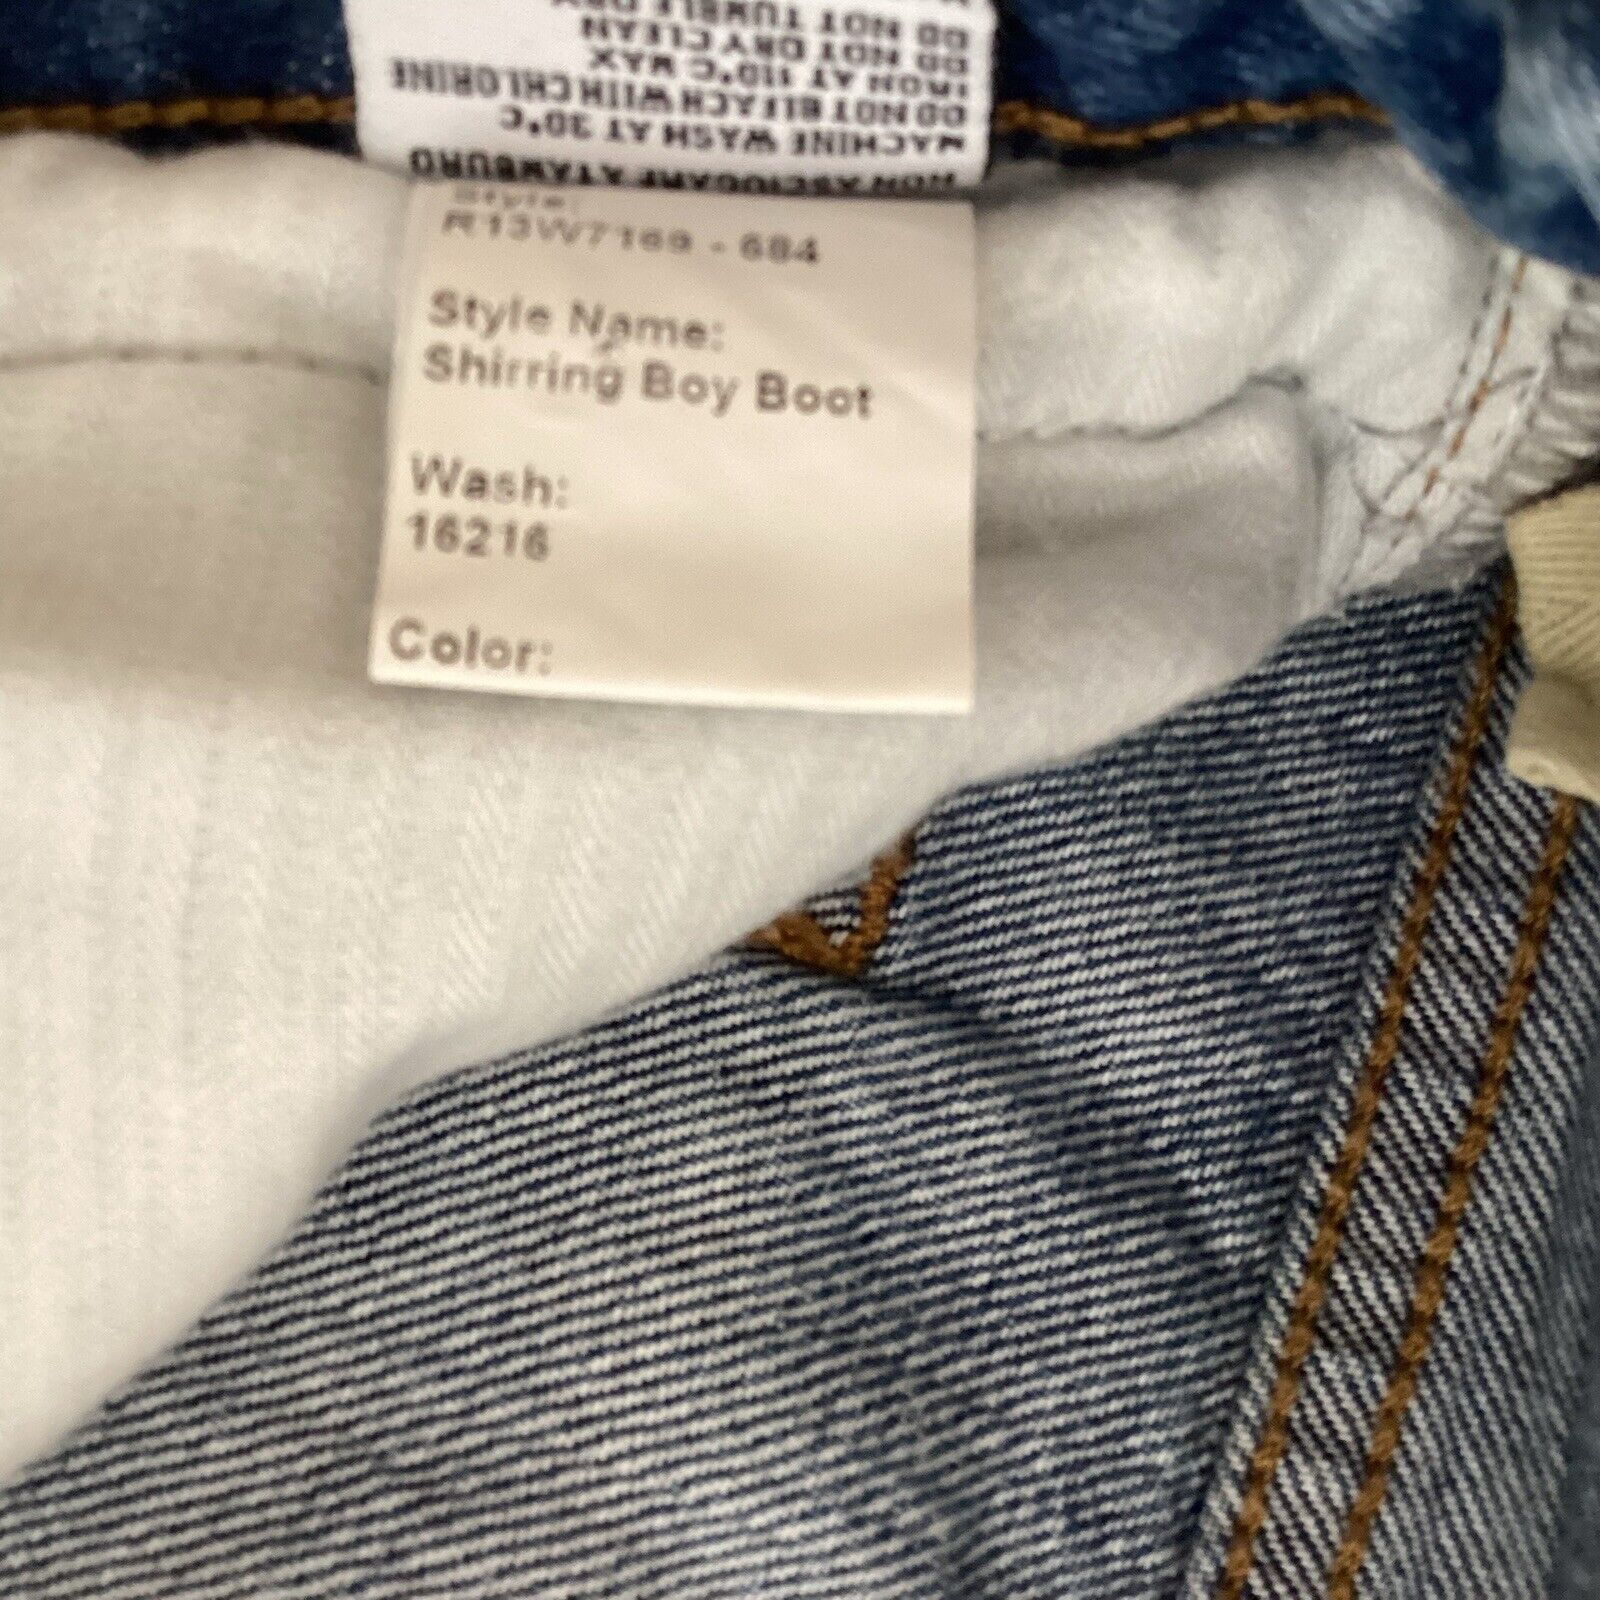 NON ASCIUGARE A TAMBURO
MACHINE WASH AT 30°C
DO NOT BLEACH WITH CHLORINE
IRON AT 110°C MAX
DO NOT DRY CLEAN
DO NOT TUMBLE DRY
Style:
R13W7169 - 684
Style Name:
Shirring Boy Boot
Wash:
16216
Color: